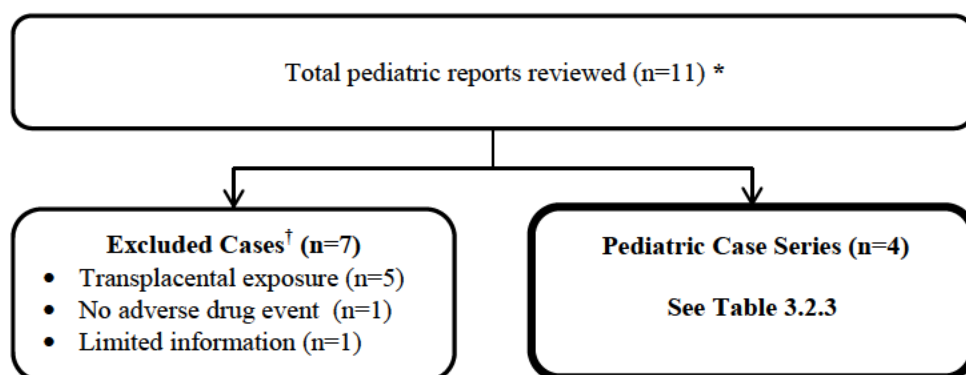 Total pediatric reports reviewed (n=11) *
Excluded Cases† (n=7)
• Transplacental exposure (n=5)
• No adverse drug event (n=1)
• Limited information (n=1)
Pediatric Case Series (n=4)
See Table 3.2.3